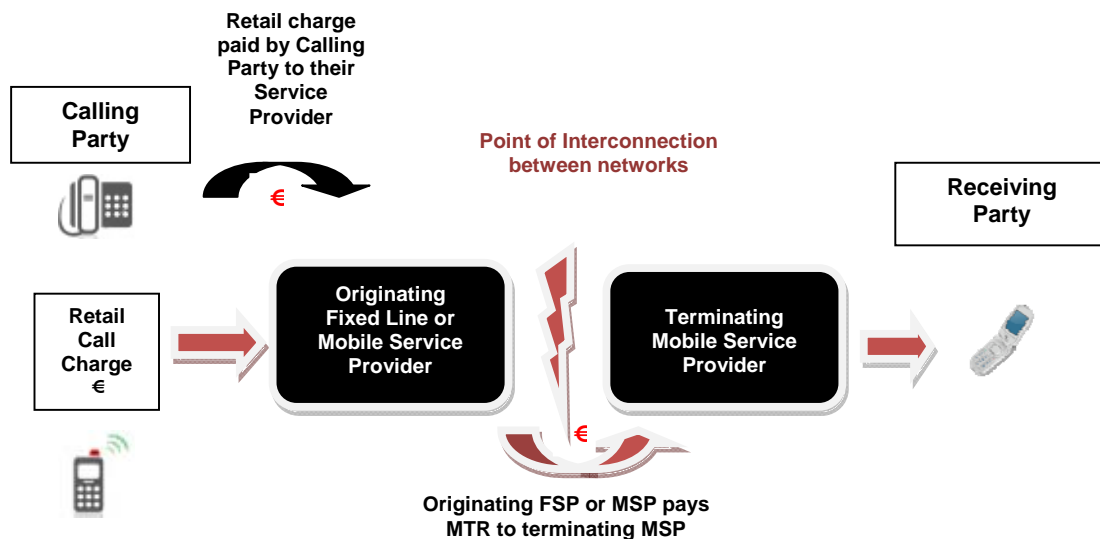 Retail charge
paid by Calling
Party to their
Service
Provider
Calling
Party
€
Point of Interconnection
between networks
Receiving
Party
Retail
Call
Charge
€
Originating
Fixed Line or
Mobile Service
Provider
Terminating
Mobile Service
Provider
€
Originating FSP or MSP pays
MTR to terminating MSP